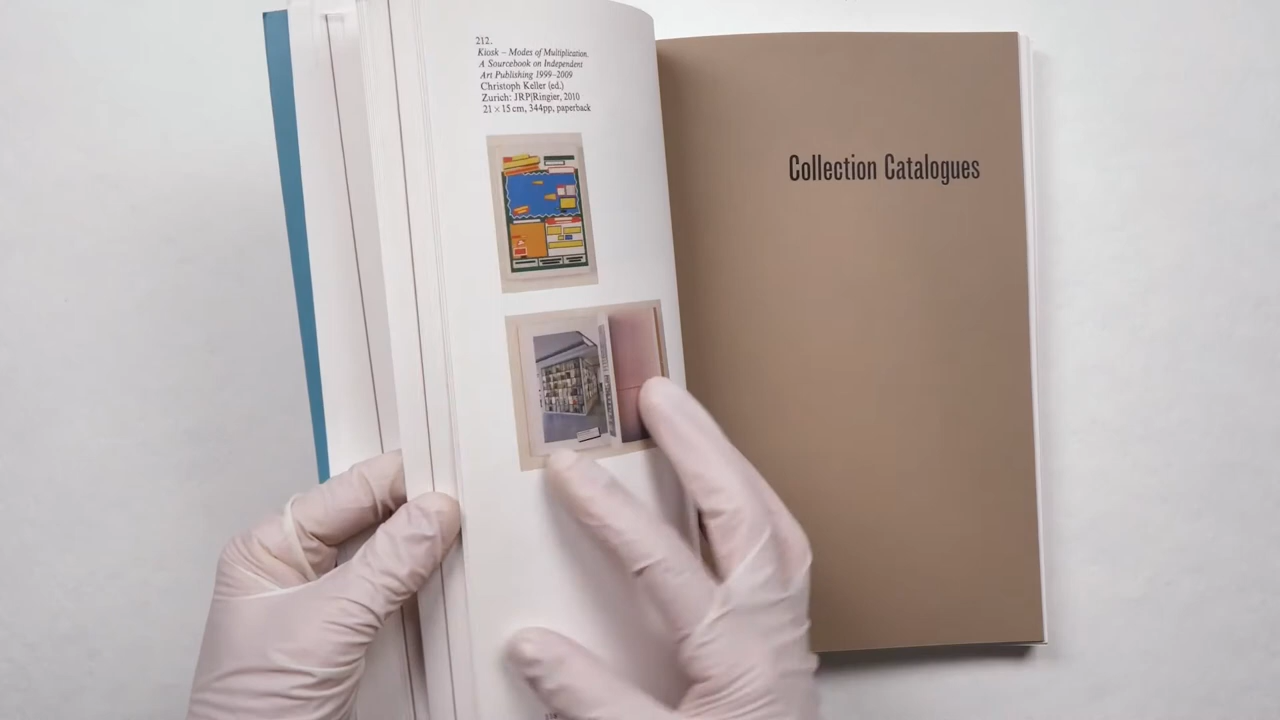 212.
Kiosk – Modes of Multiplication.
A Sourcebook on Independent
Art Publishing 1999–2009
Christoph Keller (ed.)
Zurich: JRP|Ringier, 2010
21 × 15 cm, 344pp, paperback
Collection Catalogues